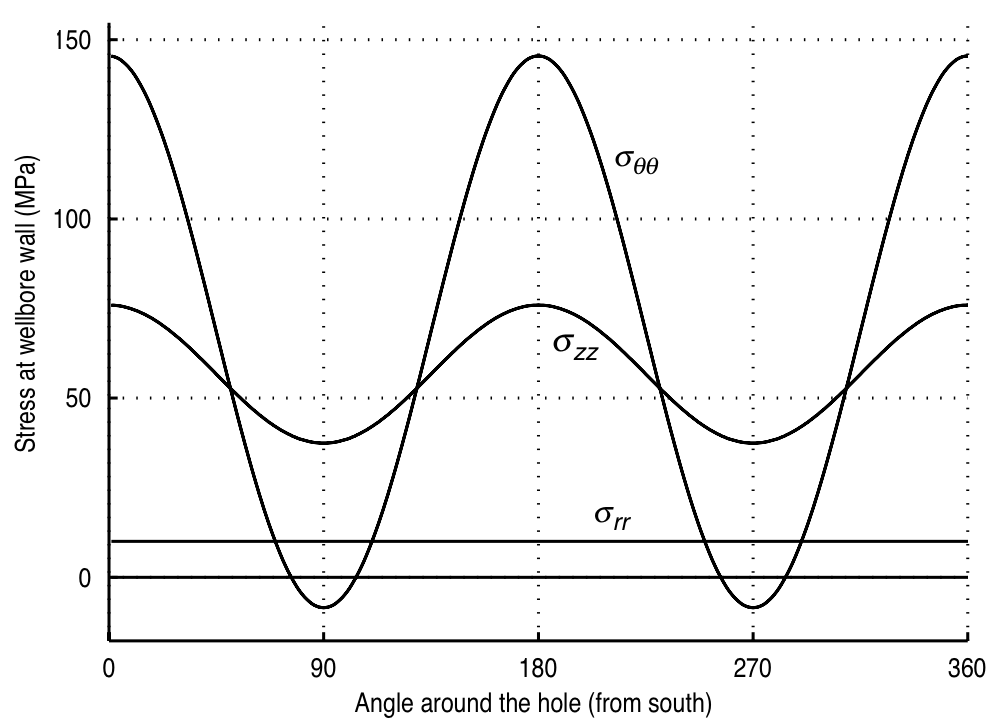 Stress at wellbore wall (MPa)
150
100
50
0
σθθ
σzz
σrr
0 90 180 270 360
Angle around the hole (from south)